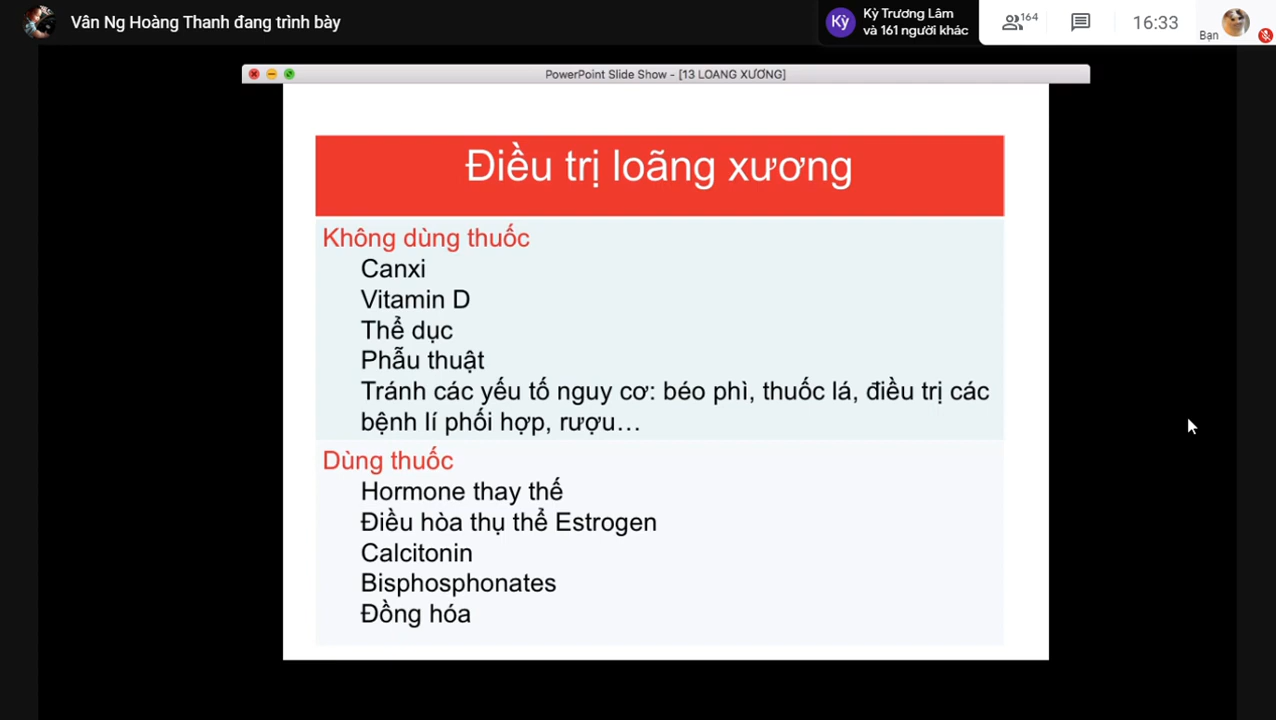 Vân Ng Hoàng Thanh đang trình bày
Kỳ
Kỳ Trương Lâm
và 161 người khác
164
16:33
Bạn
PowerPoint Slide Show - [13 LOANG XƯƠNG]
Điều trị loãng xương
Không dùng thuốc
Canxi
Vitamin D
Thể dục
Phẫu thuật
Tránh các yếu tố nguy cơ: béo phì, thuốc lá, điều trị các
bệnh lí phối hợp, rượu…
Dùng thuốc
Hormone thay thế
Điều hòa thụ thể Estrogen
Calcitonin
Bisphosphonates
Đồng hóa